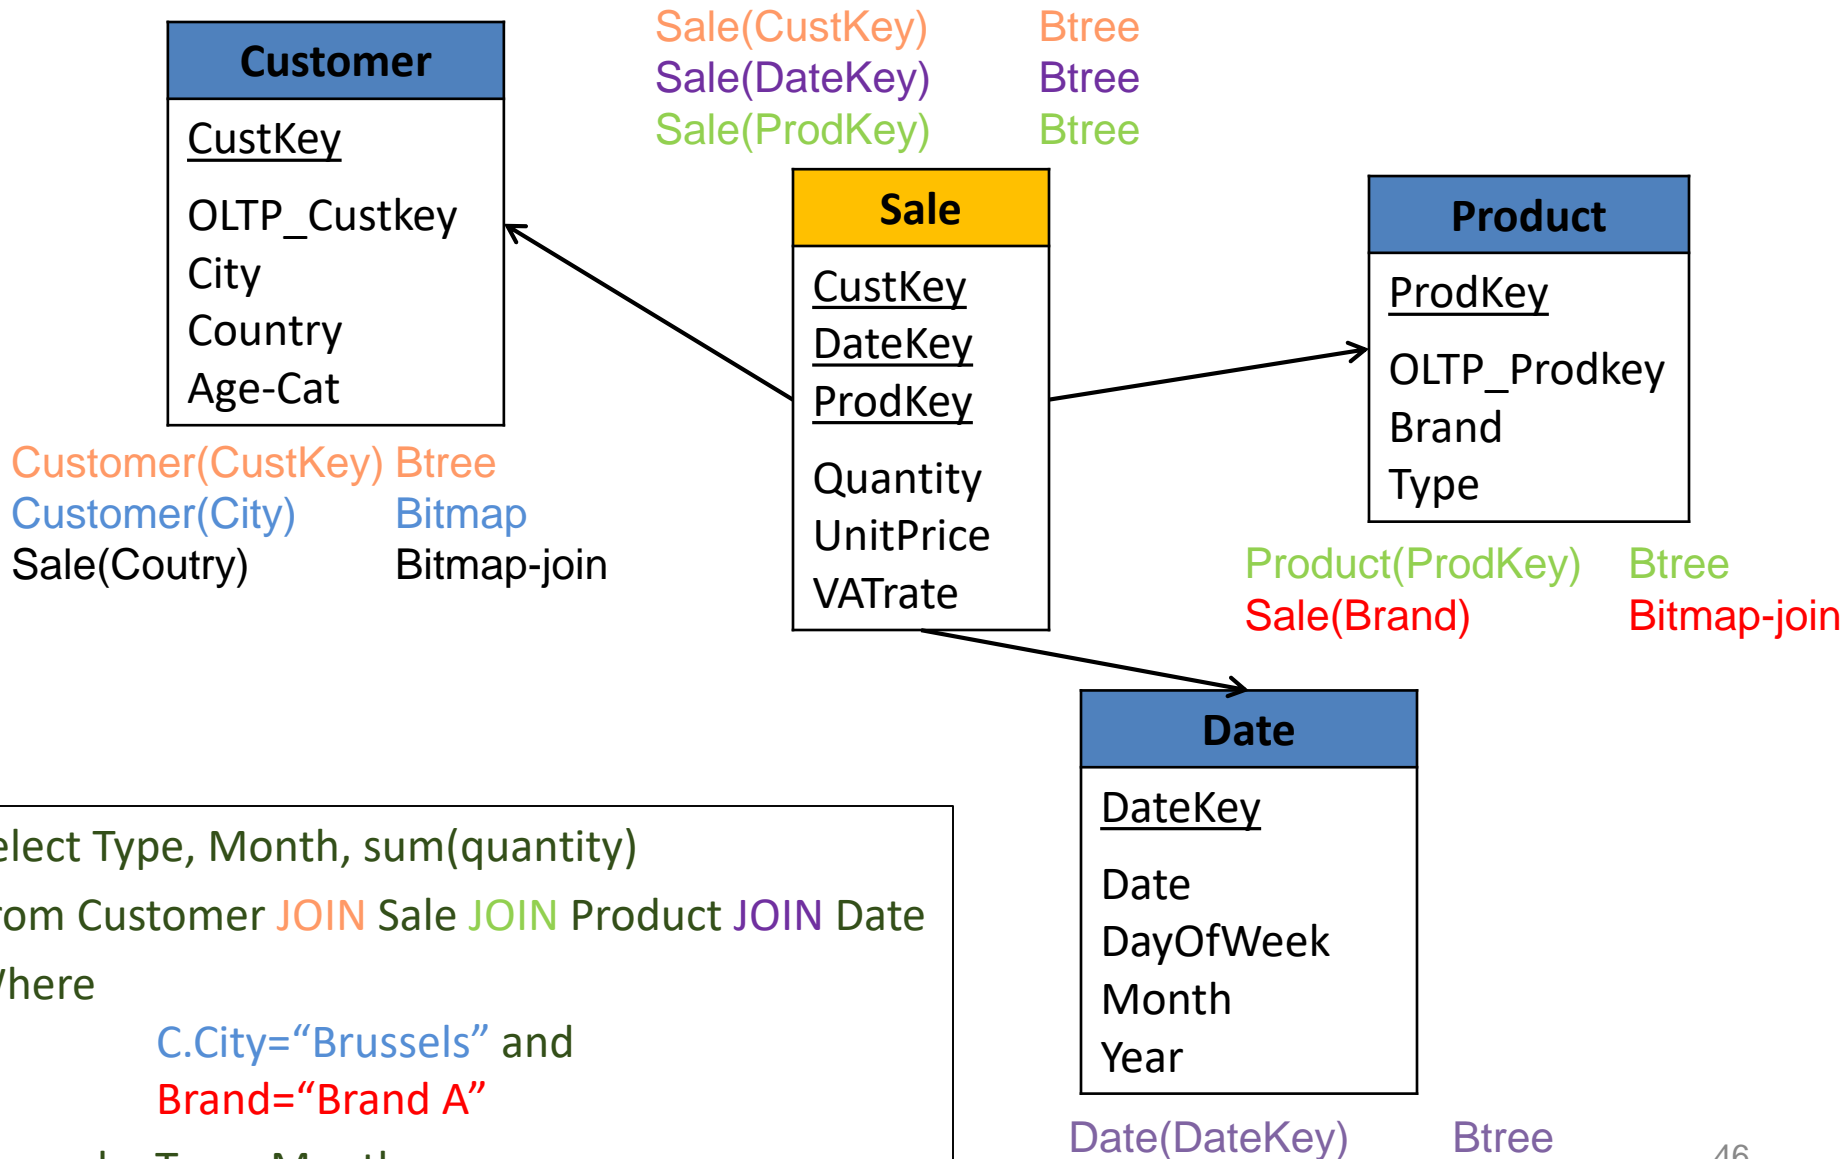 Sale(CustKey) Btree
Sale(DateKey) Btree
Sale(ProdKey) Btree
Customer
CustKey
OLTP_Custkey
City
Country
Age-Cat
Customer(CustKey) Btree
Customer(City) Bitmap
Sale(Coutry) Bitmap-join
Sale
CustKey
DateKey
ProdKey
Quantity
UnitPrice
VATrate
Product
ProdKey
OLTP_Prodkey
Brand
Type
Product(ProdKey) Btree
Sale(Brand) Bitmap-join
Date
DateKey
Date
DayOfWeek
Month
Year
Date(DateKey) Btree
elect Type, Month, sum(quantity)
rom Customer JOIN Sale JOIN Product JOIN Date
here
C.City=“Brussels” and
Brand=“Brand A”
Type, Month
46